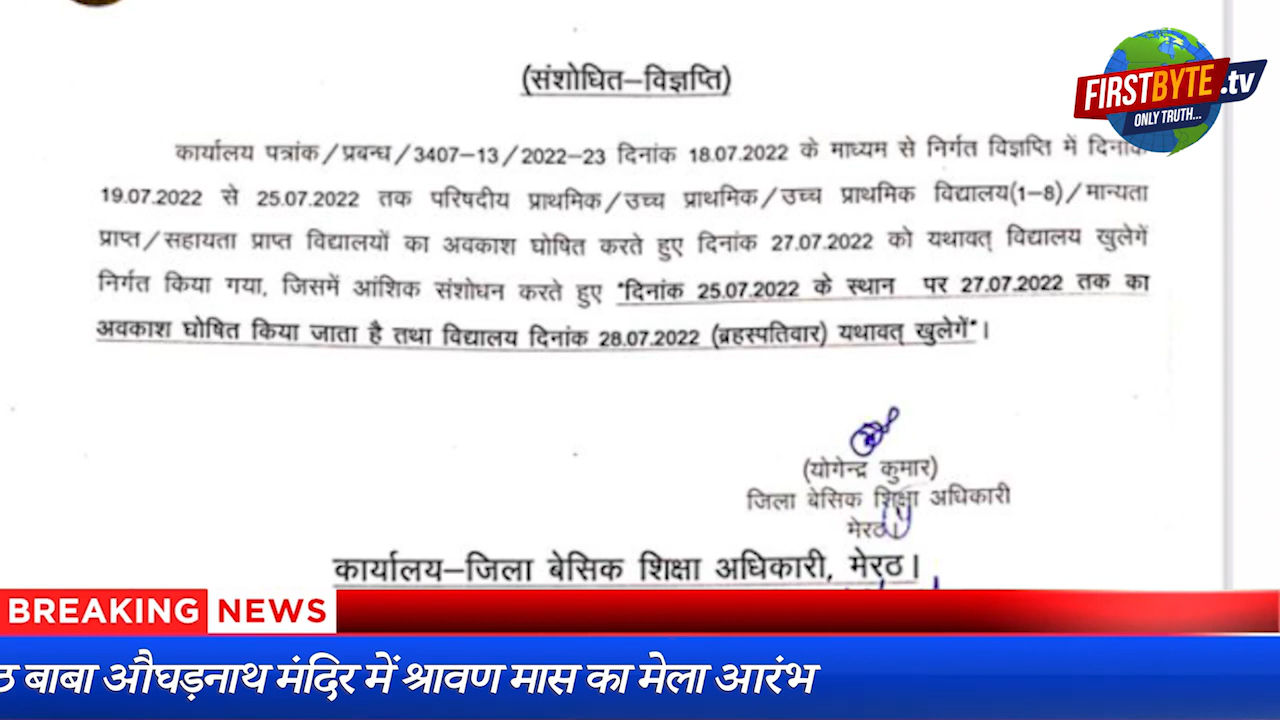 (संशोधित–विज्ञप्ति)
FIRSTBYTE.tv
ONLY TRUTH...
कार्यालय पत्रांक/प्रबन्ध/3407–13/2022–23 दिनांक 18.07.2022 के माध्यम से निर्गत विज्ञप्ति में दिनांक
19.07.2022 से 25.07.2022 तक परिषदीय प्राथमिक/उच्च प्राथमिक/उच्च प्राथमिक विद्यालय(1–8)/मान्यता
प्राप्त/सहायता प्राप्त विद्यालयों का अवकाश घोषित करते हुए दिनांक 27.07.2022 को यथावत् विद्यालय खुलेगें
निर्गत किया गया, जिसमें आंशिक संशोधन करते हुए "दिनांक 25.07.2022 के स्थान पर 27.07.2022 तक का
अवकाश घोषित किया जाता है तथा विद्यालय दिनांक 28.07.2022 (ब्रहस्पतिवार) यथावत् खुलेगें"।
(योगेन्द्र कुमार)
जिला बेसिक शिक्षा अधिकारी
मेरठ।
कार्यालय–जिला बेसिक शिक्षा अधिकारी, मेरठ।
BREAKING NEWS
ठ बाबा औघड़नाथ मंदिर में श्रावण मास का मेला आरंभ